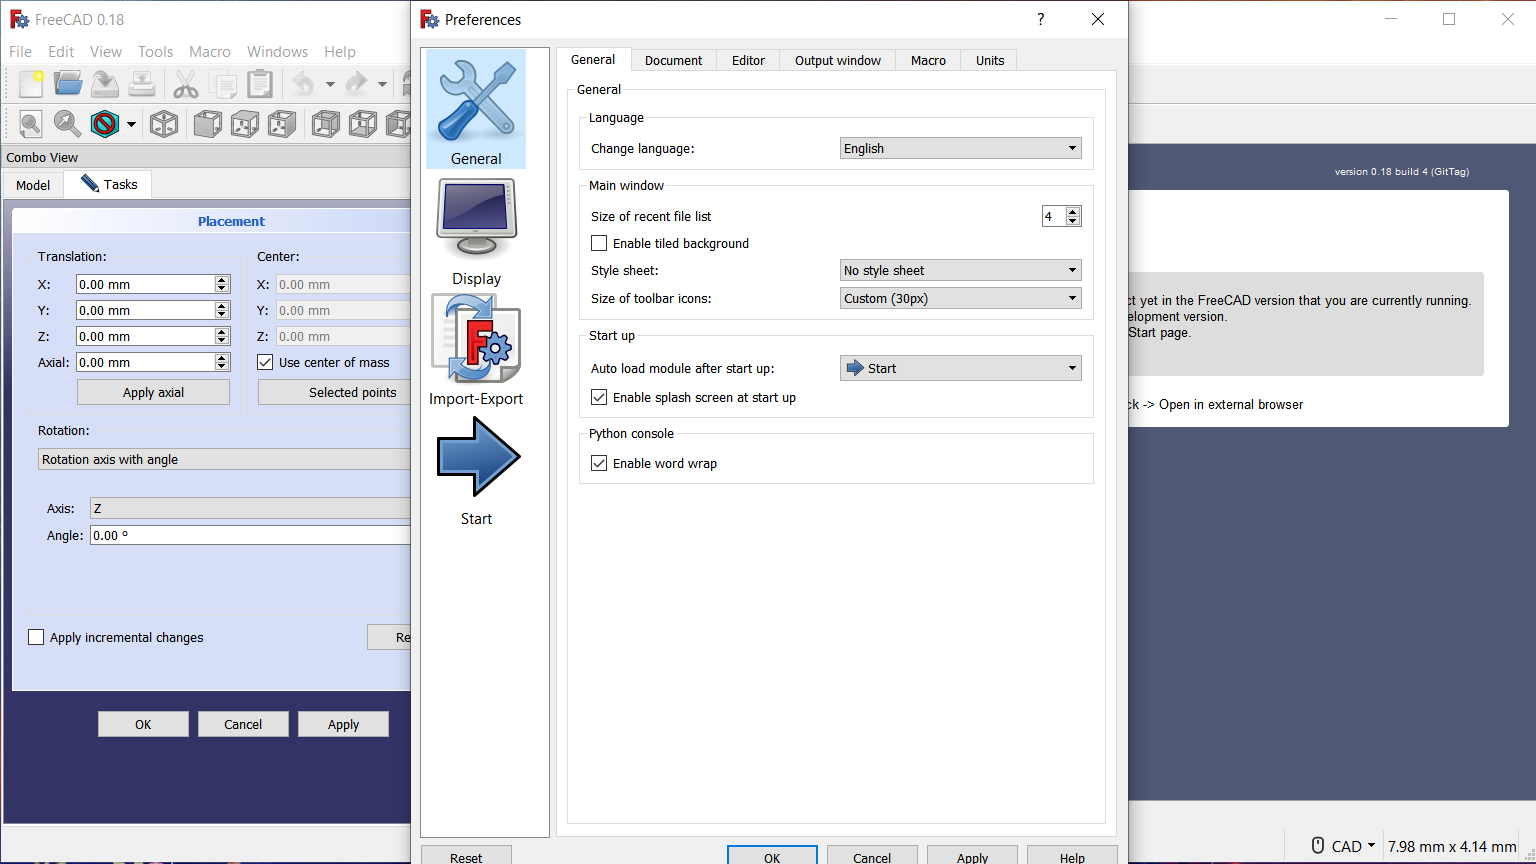 FreeCAD 0.18
File Edit View Tools Macro Windows Help
Combo View
Model Tasks
Placement
Translation: Center:
X: 0.00 mm X: 0.00 mm
Y: 0.00 mm Y: 0.00 mm
Z: 0.00 mm Z: 0.00 mm
Axial: 0.00 mm Use center of mass
Apply axial Selected points
Rotation:
Rotation axis with angle
Axis: Z
Angle: 0.00 °
Apply incremental changes Re
OK Cancel Apply
Preferences ?
General
Display
Import-Export
Start
General Document Editor Output window Macro Units
General
Language
Change language: English
Main window
Size of recent file list 4
Enable tiled background
Style sheet: No style sheet
Size of toolbar icons: Custom (30px)
Start up
Auto load module after start up: Start
Enable splash screen at start up
Python console
Enable word wrap
Reset OK Cancel Apply Help
version 0.18 build 4 (GitTag)
ct yet in the FreeCAD version that you are currently running.
elopment version.
Start page.
ck -> Open in external browser
CAD 7.98 mm x 4.14 mm